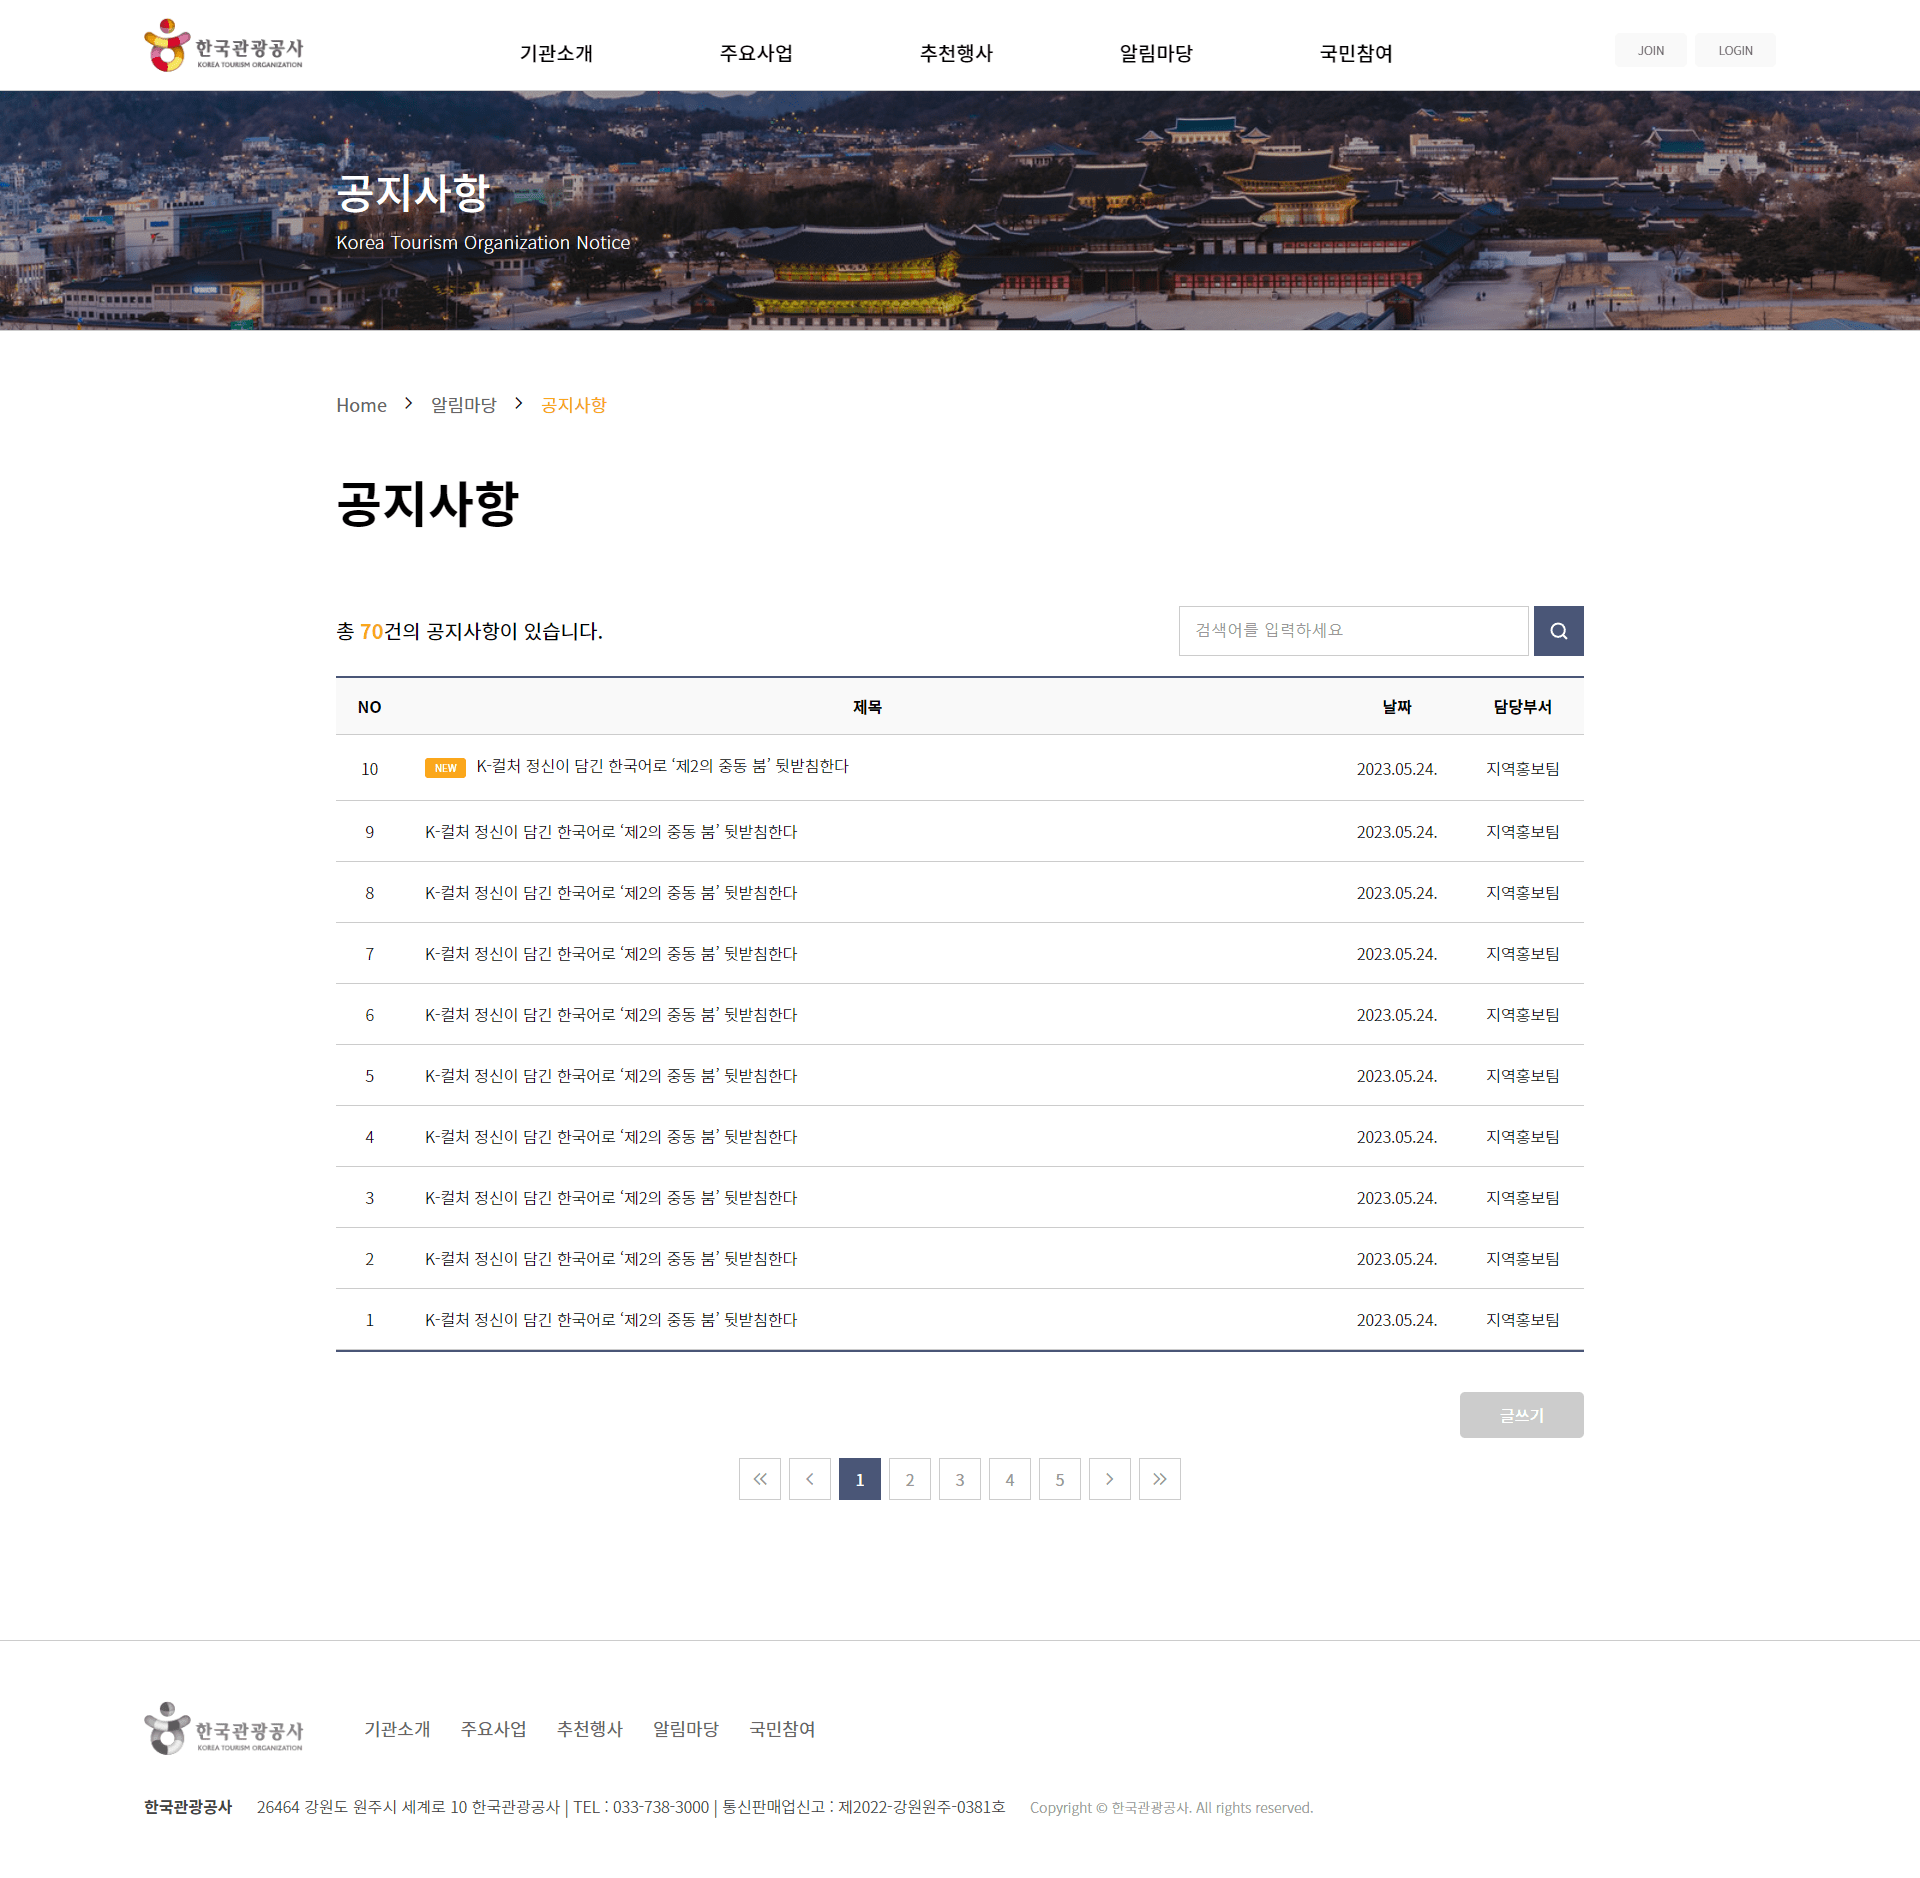 한국관광공사
KOREA TOURISM ORGANIZATION
기관소개 주요사업 추천행사 알림마당 국민참여
JOIN LOGIN
공지사항
Korea Tourism Organization Notice
Home > 알림마당 > 공지사항
공지사항
총 70건의 공지사항이 있습니다.
검색어를 입력하세요
NO 제목 날짜 담당부서
10 NEW K-컬처 정신이 담긴 한국어로 ‘제2의 중동 붐’ 뒷받침한다 2023.05.24. 지역홍보팀
9 K-컬처 정신이 담긴 한국어로 ‘제2의 중동 붐’ 뒷받침한다 2023.05.24. 지역홍보팀
8 K-컬처 정신이 담긴 한국어로 ‘제2의 중동 붐’ 뒷받침한다 2023.05.24. 지역홍보팀
7 K-컬처 정신이 담긴 한국어로 ‘제2의 중동 붐’ 뒷받침한다 2023.05.24. 지역홍보팀
6 K-컬처 정신이 담긴 한국어로 ‘제2의 중동 붐’ 뒷받침한다 2023.05.24. 지역홍보팀
5 K-컬처 정신이 담긴 한국어로 ‘제2의 중동 붐’ 뒷받침한다 2023.05.24. 지역홍보팀
4 K-컬처 정신이 담긴 한국어로 ‘제2의 중동 붐’ 뒷받침한다 2023.05.24. 지역홍보팀
3 K-컬처 정신이 담긴 한국어로 ‘제2의 중동 붐’ 뒷받침한다 2023.05.24. 지역홍보팀
2 K-컬처 정신이 담긴 한국어로 ‘제2의 중동 붐’ 뒷받침한다 2023.05.24. 지역홍보팀
1 K-컬처 정신이 담긴 한국어로 ‘제2의 중동 붐’ 뒷받침한다 2023.05.24. 지역홍보팀
글쓰기
1 2 3 4 5
한국관광공사
KOREA TOURISM ORGANIZATION
기관소개 주요사업 추천행사 알림마당 국민참여
한국관광공사 26464 강원도 원주시 세계로 10 한국관광공사 | TEL : 033-738-3000 | 통신판매업신고 : 제2022-강원원주-0381호 Copyright © 한국관광공사. All rights reserved.